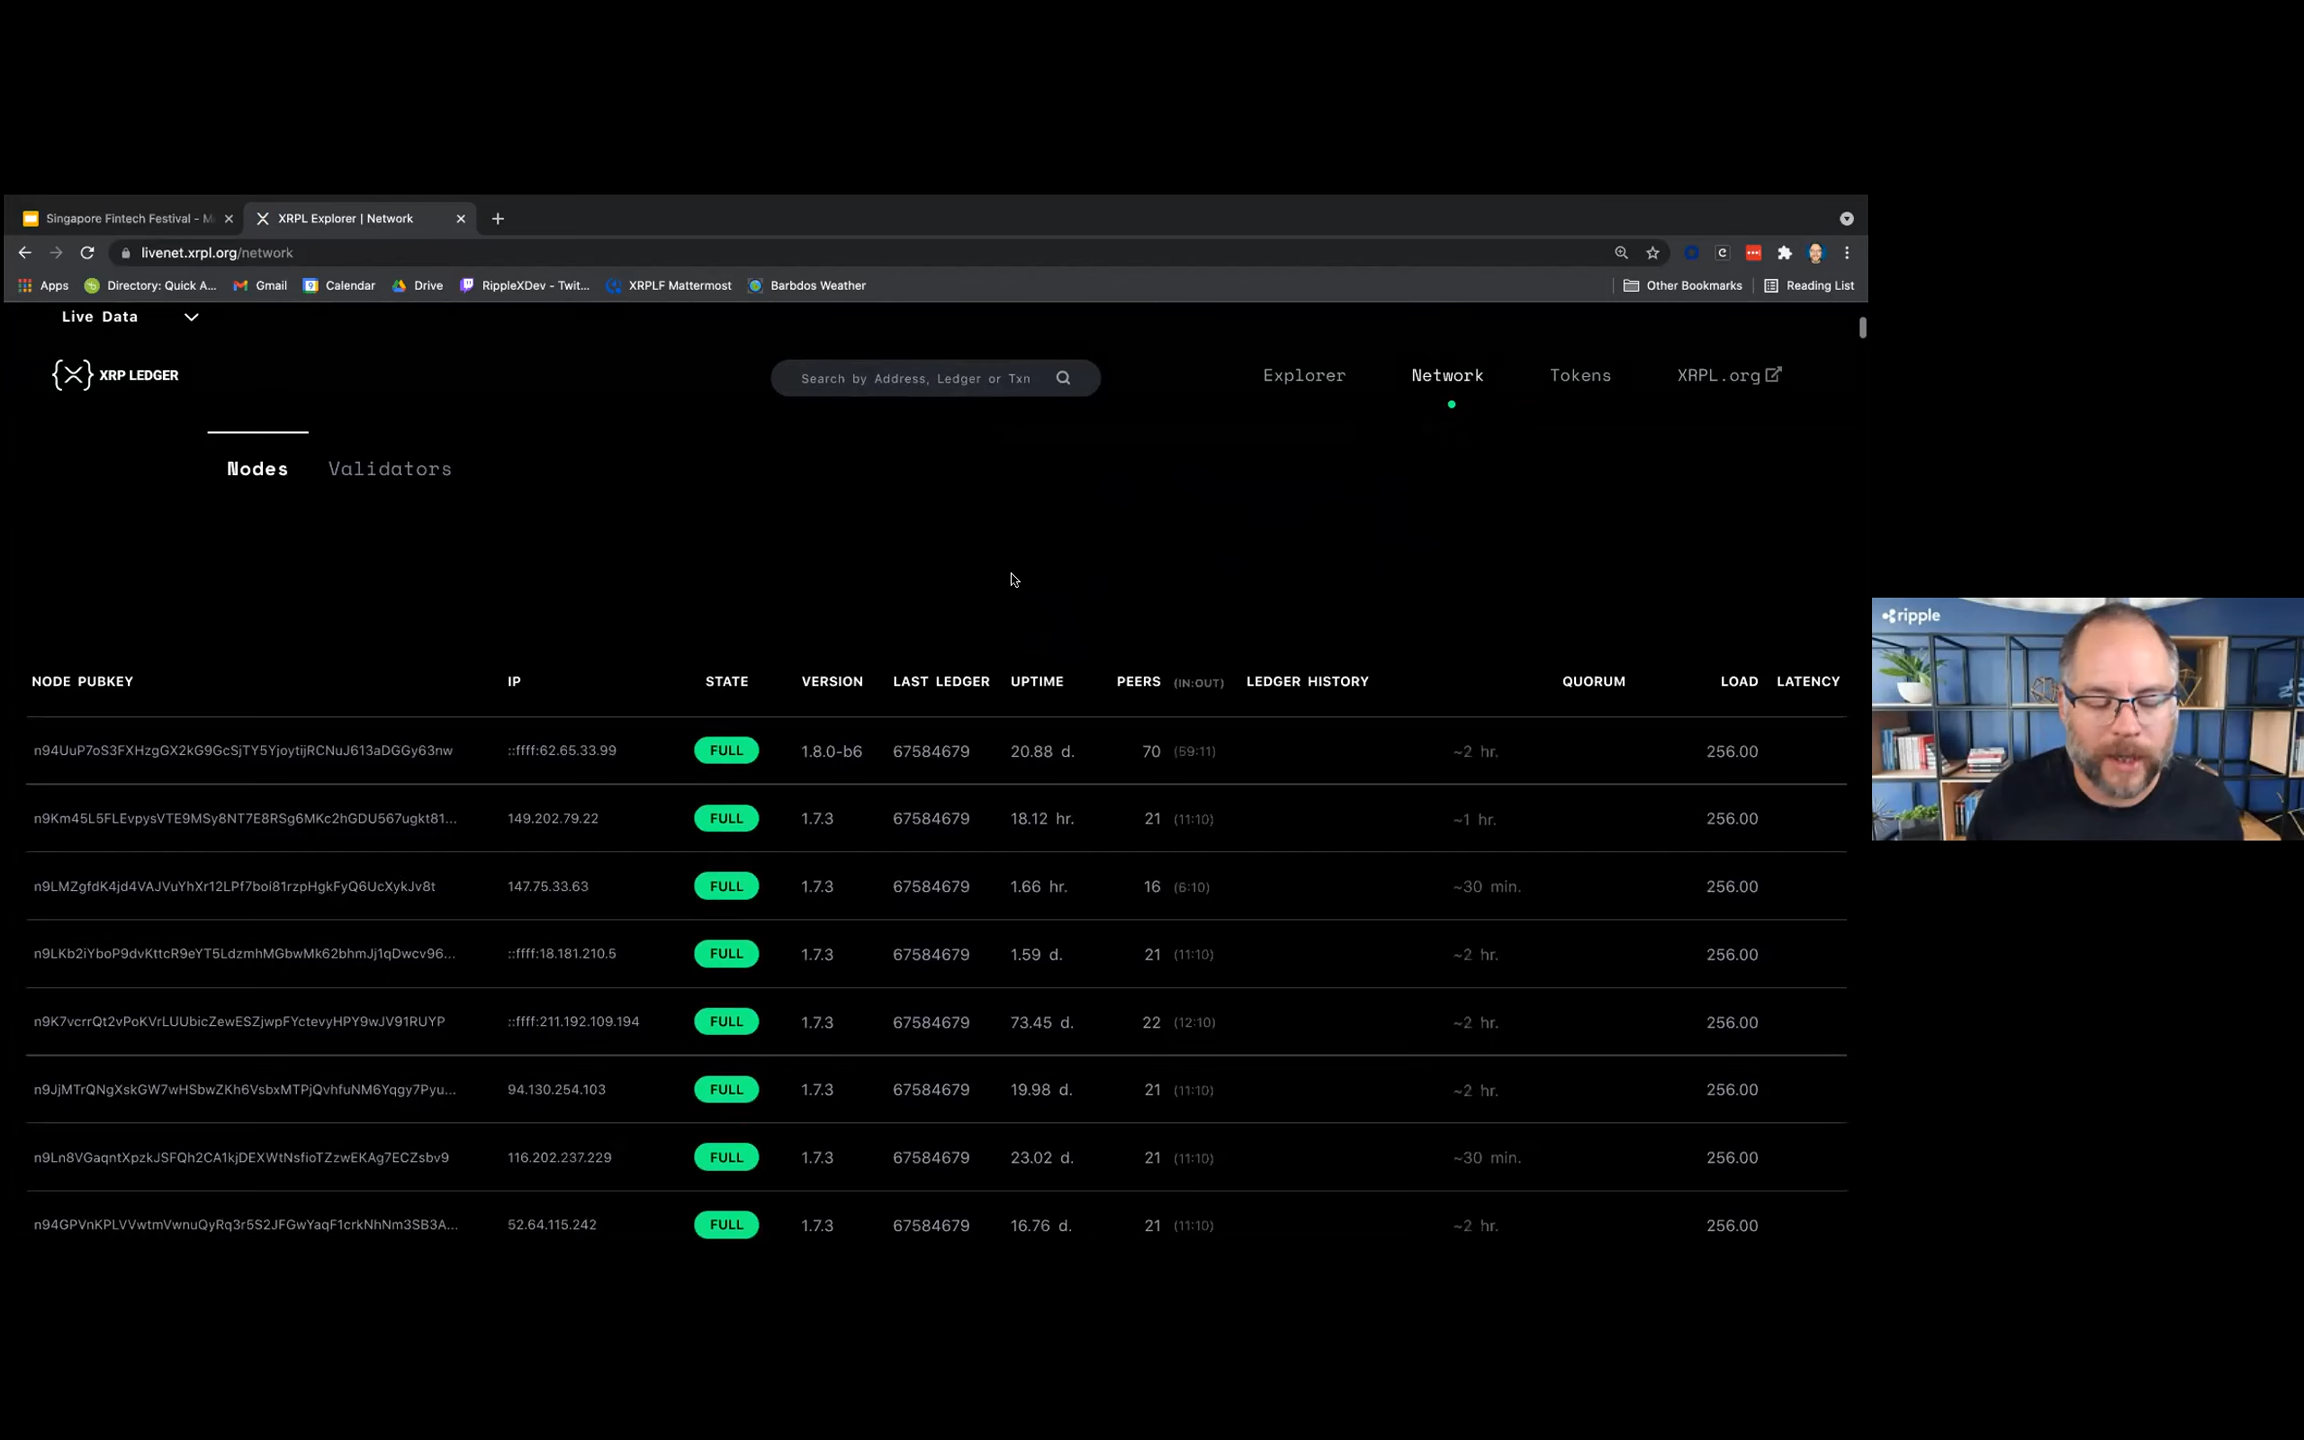 Singapore Fintech Festival - M
XRPL Explorer | Network
livenet.xrpl.org/network
Apps Directory: Quick A... Gmail Calendar Drive RippleXDev - Twit... XRPLF Mattermost Barbdos Weather Other Bookmarks Reading List
Live Data
XRP LEDGER
Search by Address, Ledger or Txn
Explorer Network Tokens XRPL.org
Nodes Validators
ripple
NODE PUBKEY IP STATE VERSION LAST LEDGER UPTIME PEERS (IN:OUT) LEDGER HISTORY QUORUM LOAD LATENCY
n94UuP7oS3FXHzgGX2kG9GcSjTY5YjoytijRCNuJ613aDGGy63nw ::ffff:62.65.33.99 FULL 1.8.0-b6 67584679 20.88 d. 70 (59:11) ~2 hr. 256.00
n9Km45L5FLEvpysVTE9MSy8NT7E8RSg6MKc2hGDU567ugkt81... 149.202.79.22 FULL 1.7.3 67584679 18.12 hr. 21 (11:10) ~1 hr. 256.00
n9LMZgfdK4jd4VAJVuYhXr12LPf7boi81rzpHgkFyQ6UcXykJv8t 147.75.33.63 FULL 1.7.3 67584679 1.66 hr. 16 (6:10) ~30 min. 256.00
n9LKb2iYboP9dvKttcR9eYT5LdzmhMGbwMk62bhmJj1qDwcv96... ::ffff:18.181.210.5 FULL 1.7.3 67584679 1.59 d. 21 (11:10) ~2 hr. 256.00
n9K7vcrrQt2vPoKVrLUUbicZewESZjwpFYctevyHPY9wJV91RUYP ::ffff:211.192.109.194 FULL 1.7.3 67584679 73.45 d. 22 (12:10) ~2 hr. 256.00
n9JjMTrQNgXskGW7wHSbwZKh6VsbxMTPjQvhfuNM6Yqgy7Pyu... 94.130.254.103 FULL 1.7.3 67584679 19.98 d. 21 (11:10) ~2 hr. 256.00
n9Ln8VGaqntXpzkJSFQh2CA1kjDEXWtNsfioTZzwEKAg7ECZsbv9 116.202.237.229 FULL 1.7.3 67584679 23.02 d. 21 (11:10) ~30 min. 256.00
n94GPVnKPLVVwtmVwnuQyRq3r5S2JFGwYaqF1crkNhNm3SB3A... 52.64.115.242 FULL 1.7.3 67584679 16.76 d. 21 (11:10) ~2 hr. 256.00